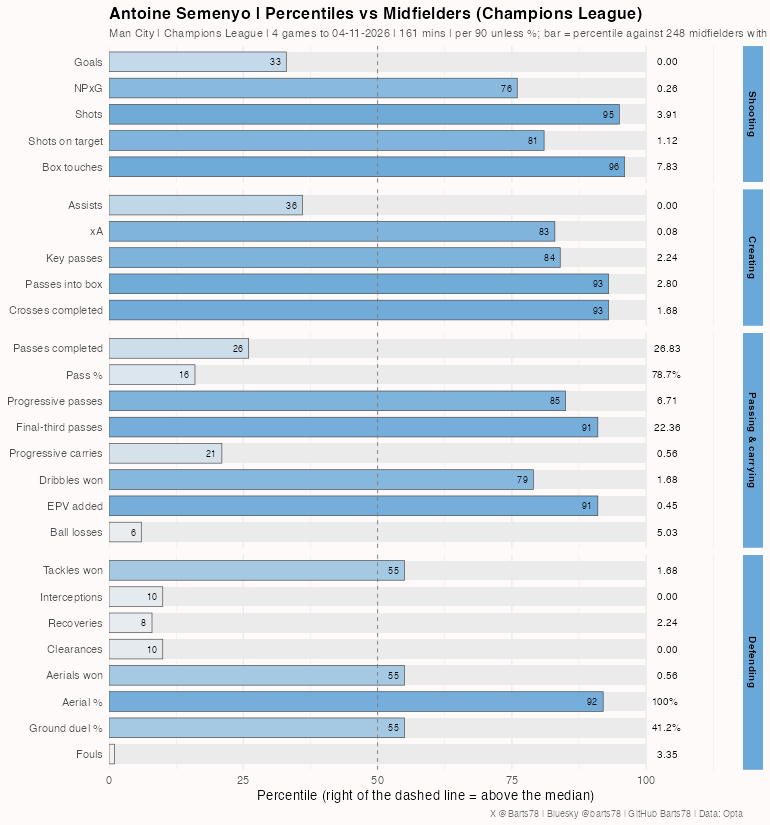 Antoine Semenyo | Percentiles vs Midfielders (Champions League)
Man City | Champions League | 4 games to 04-11-2026 | 161 mins | per 90 unless %; bar = percentile against 248 midfielders with
Goals 33 0.00
NPxG 76 0.26
Shots 95 3.91
Shots on target 81 1.12
Box touches 96 7.83
Shooting
Assists 36 0.00
xA 83 0.08
Key passes 84 2.24
Passes into box 93 2.80
Crosses completed 93 1.68
Creating
Passes completed 26 26.83
Pass % 16 78.7%
Progressive passes 85 6.71
Final-third passes 91 22.36
Progressive carries 21 0.56
Dribbles won 79 1.68
EPV added 91 0.45
Ball losses 6 5.03
Passing & carrying
Tackles won 55 1.68
Interceptions 10 0.00
Recoveries 8 2.24
Clearances 10 0.00
Aerials won 55 0.56
Aerial % 92 100%
Ground duel % 55 41.2%
Fouls 3.35
Defending
0 25 50 75 100
Percentile (right of the dashed line = above the median)
X @Barts78 | Bluesky @barts78 | GitHub Barts78 | Data: Opta